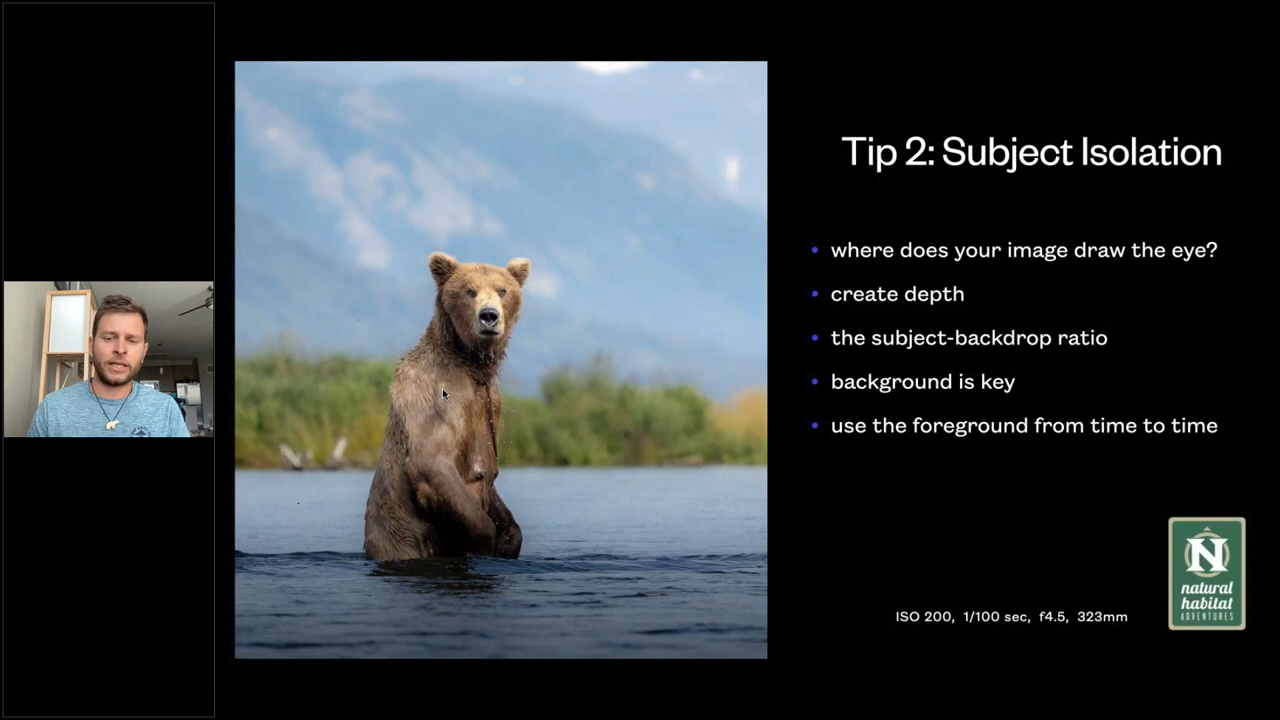 Tip 2: Subject Isolation
where does your image draw the eye?
create depth
the subject-backdrop ratio
background is key
use the foreground from time to time
ISO 200, 1/100 sec, f4.5, 323mm
N
natural
habitat
ADVENTURES